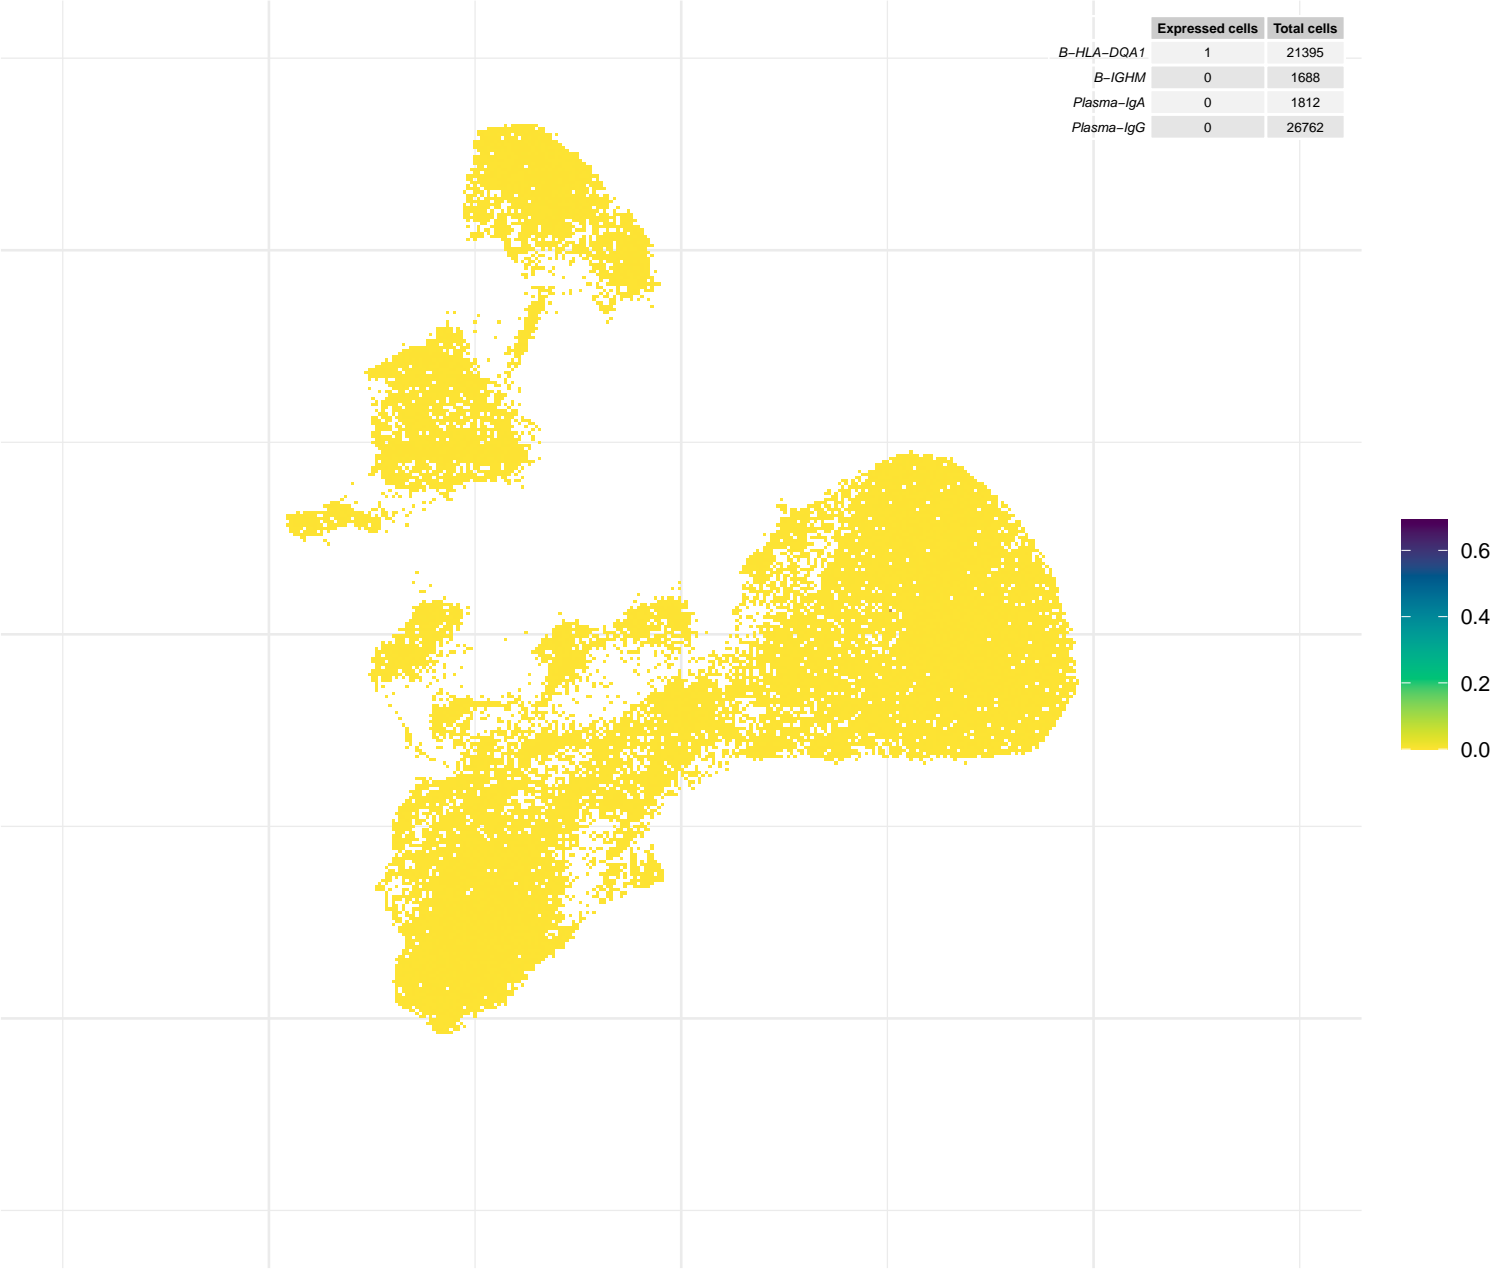 Expressed cells Total cells
B−HLA−DQA1 1 21395
B−IGHM 0 1688
Plasma−IgA 0 1812
Plasma−IgG 0 26762
0.6
0.4
0.2
0.0